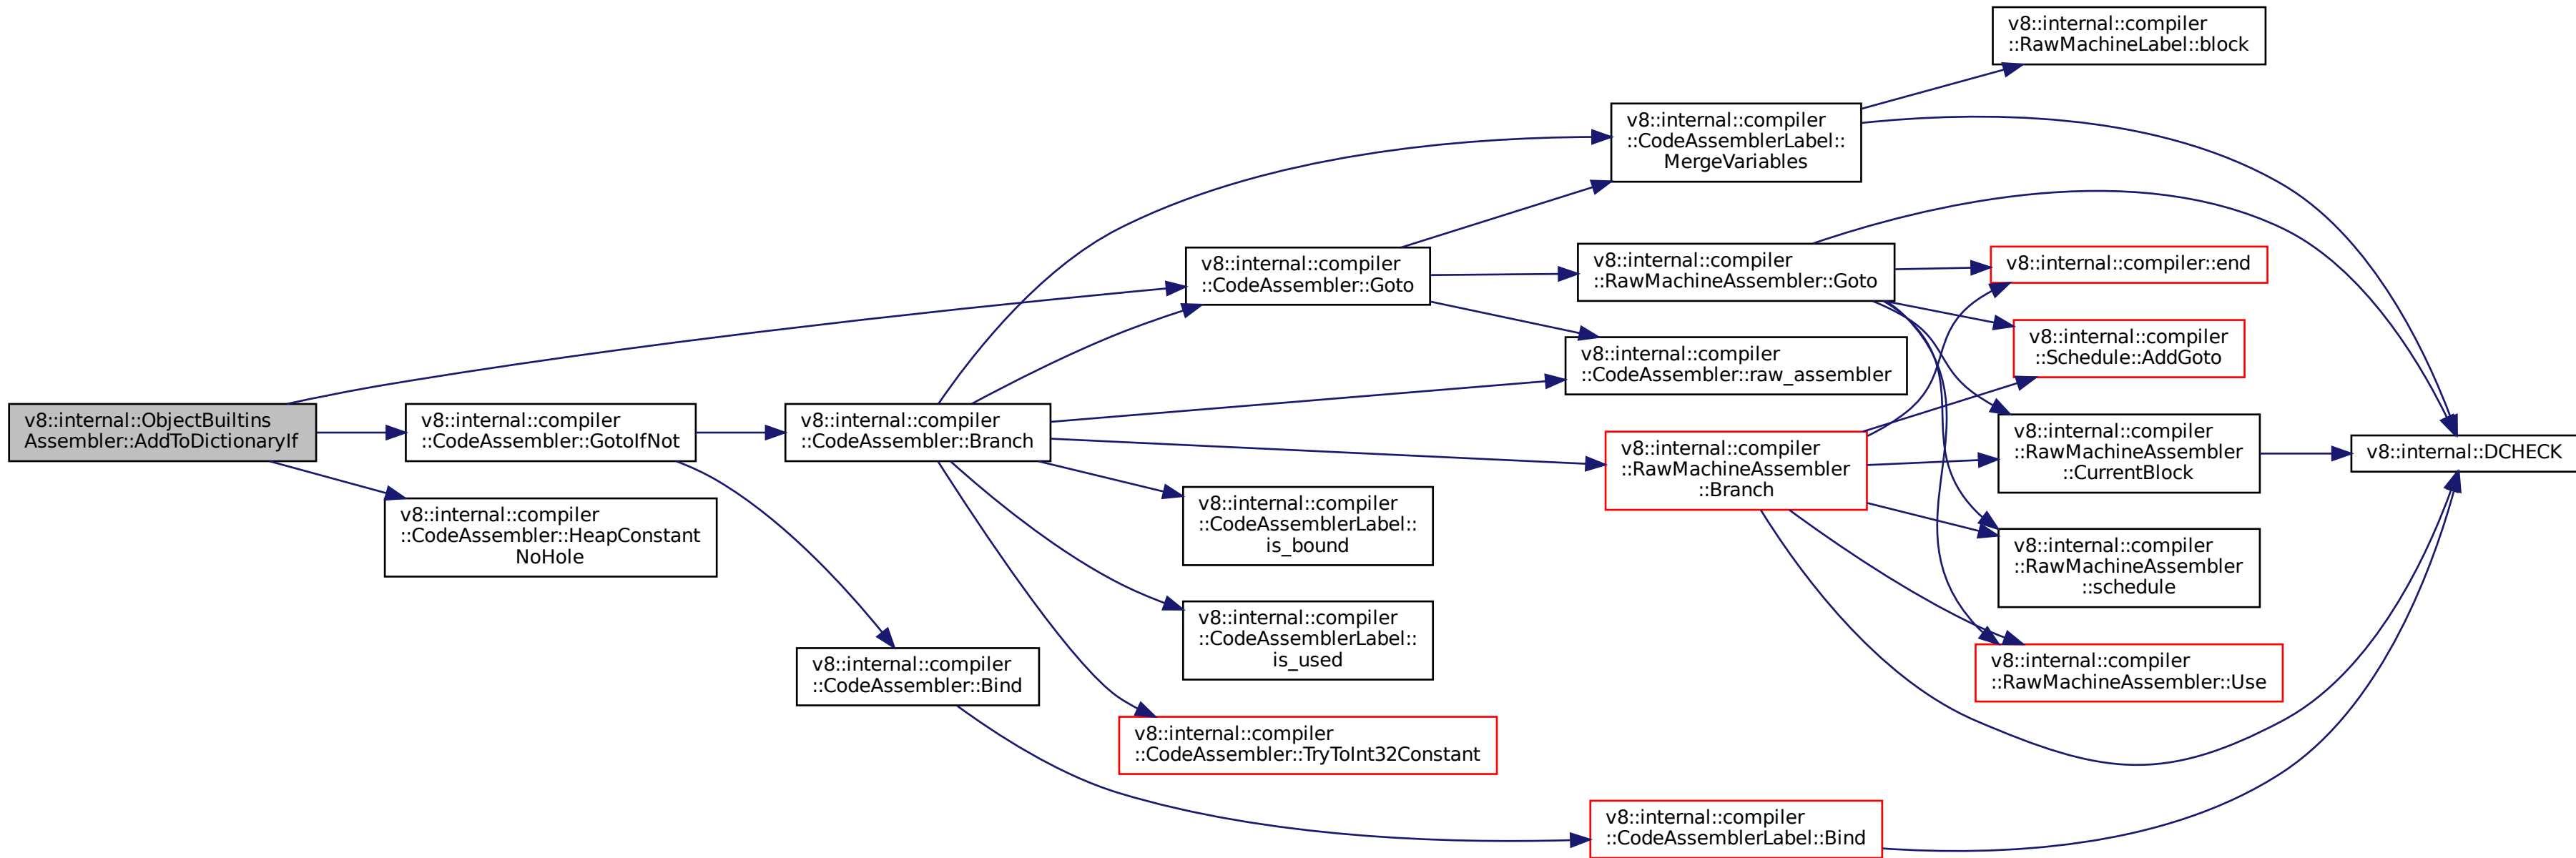 v8::internal::ObjectBuiltins
Assembler::AddToDictionaryIf
v8::internal::compiler
::CodeAssembler::GotoIfNot
v8::internal::compiler
::CodeAssembler::HeapConstant
NoHole
v8::internal::compiler
::CodeAssembler::Branch
v8::internal::compiler
::CodeAssembler::Bind
v8::internal::compiler
::CodeAssembler::Goto
v8::internal::compiler
::CodeAssemblerLabel::
is_bound
v8::internal::compiler
::CodeAssemblerLabel::
is_used
v8::internal::compiler
::CodeAssembler::TryToInt32Constant
v8::internal::compiler
::CodeAssemblerLabel::
MergeVariables
v8::internal::compiler
::RawMachineAssembler::Goto
v8::internal::compiler
::CodeAssembler::raw_assembler
v8::internal::compiler
::RawMachineAssembler
::Branch
v8::internal::compiler
::CodeAssemblerLabel::Bind
v8::internal::compiler
::RawMachineLabel::block
v8::internal::compiler::end
v8::internal::compiler
::Schedule::AddGoto
v8::internal::compiler
::RawMachineAssembler
::CurrentBlock
v8::internal::compiler
::RawMachineAssembler
::schedule
v8::internal::compiler
::RawMachineAssembler::Use
v8::internal::DCHECK